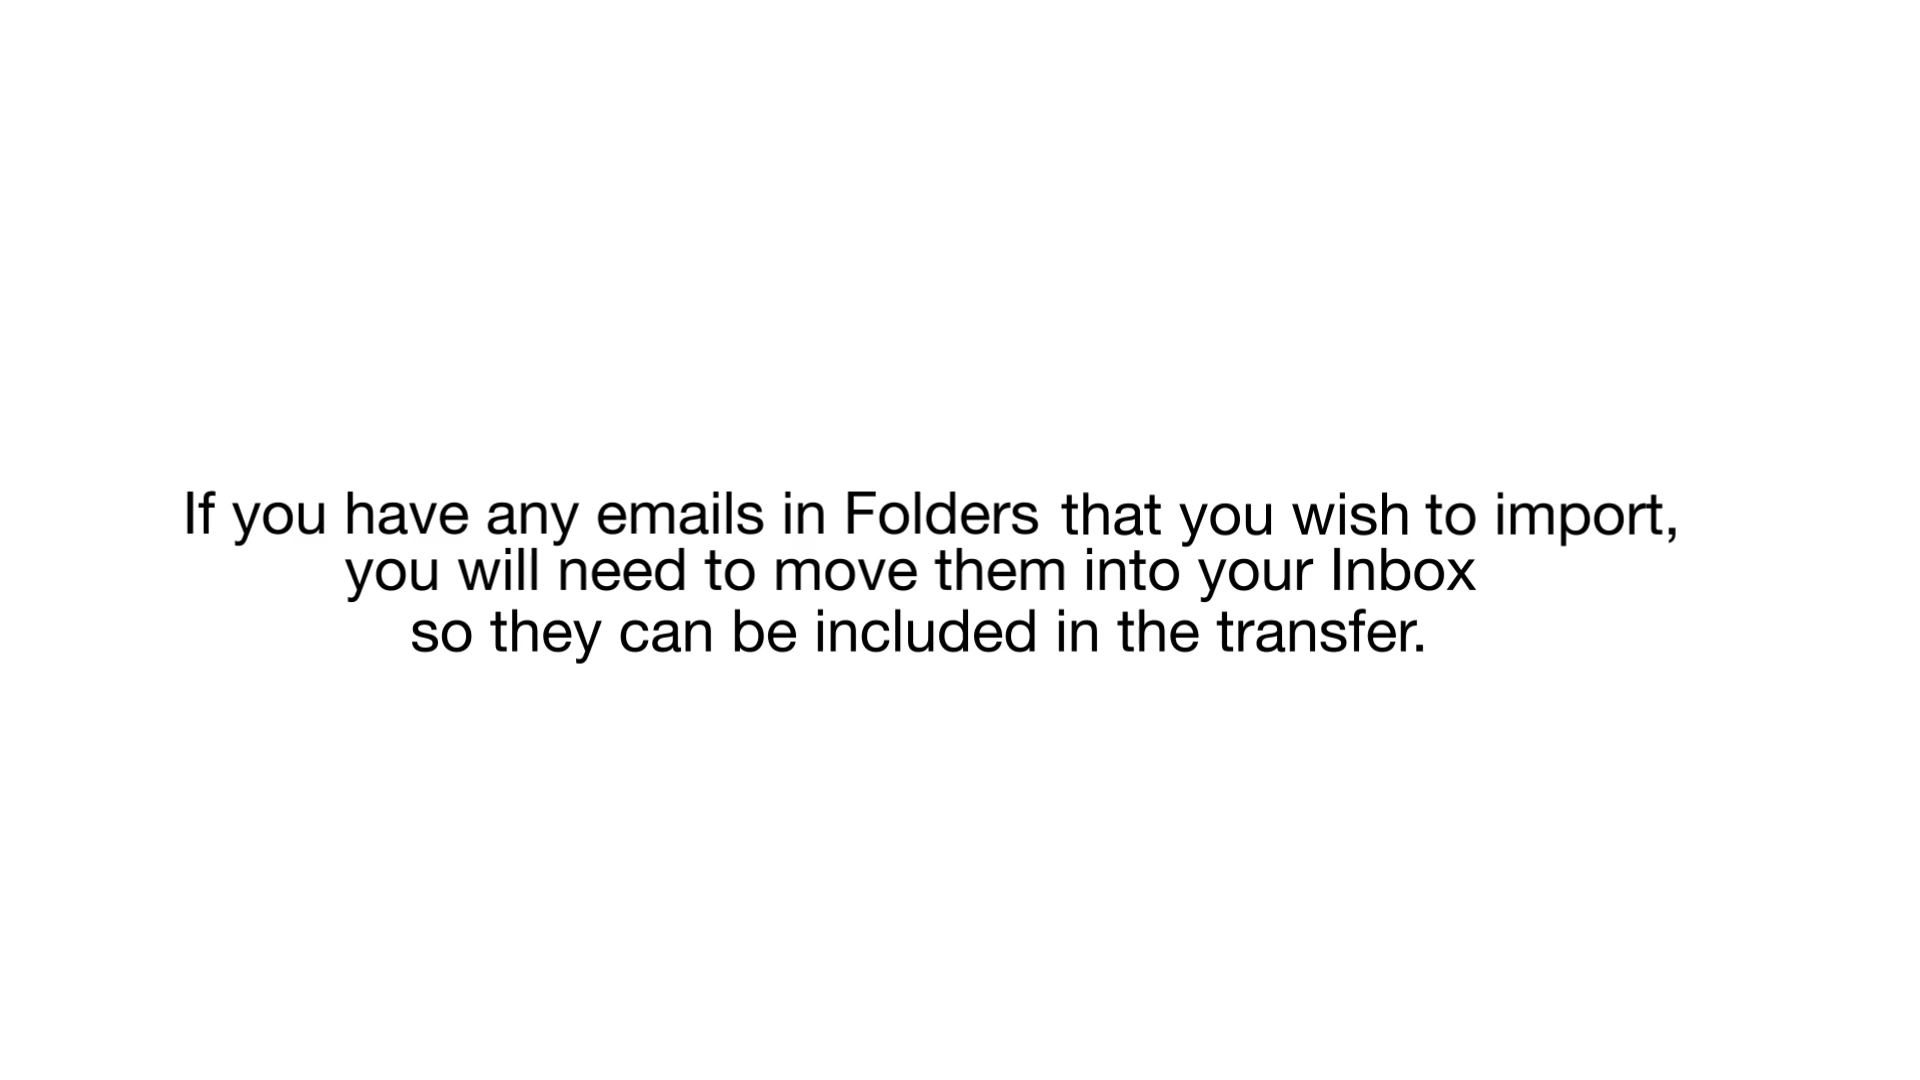 If you have any emails in Folders that you wish to import,
you will need to move them into your Inbox
so they can be included in the transfer.